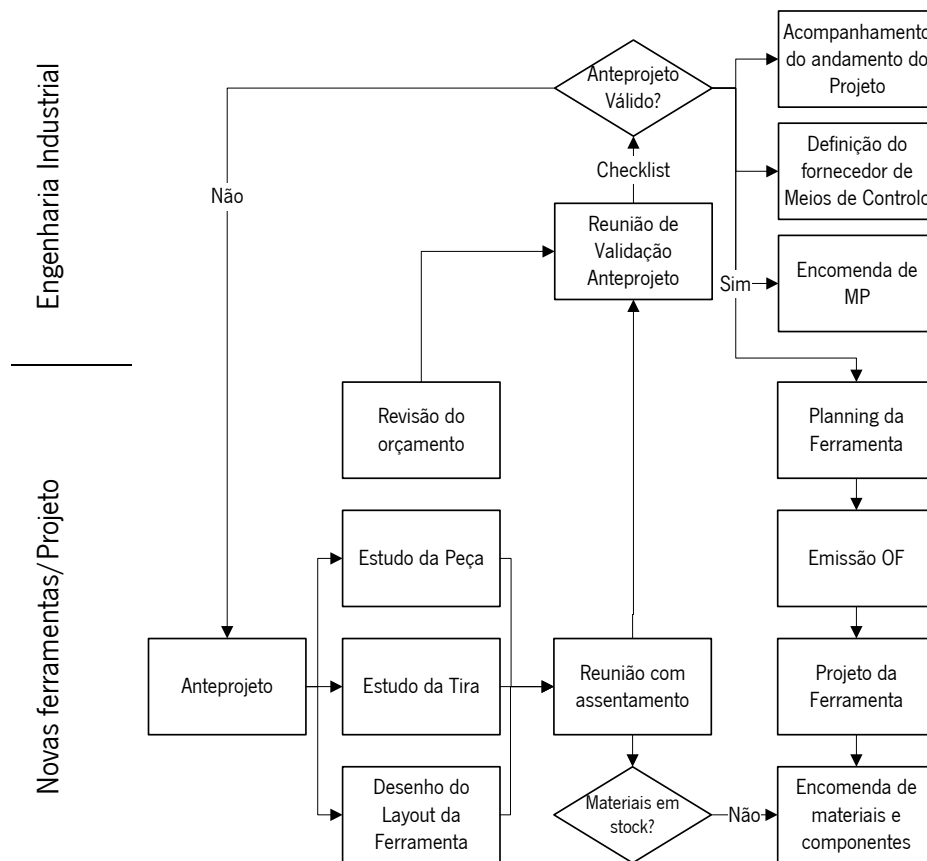 Engenharia Industrial
Novas ferramentas/Projeto
Anteprojeto
Válido?
Acompanhamento
do andamento do
Projeto
Definição do
fornecedor de
Meios de Controlo
Não
Checklist
Reunião de
Validação
Anteprojeto
Sim
Encomenda de
MP
Revisão do
orçamento
Planning da
Ferramenta
Estudo da Peça
Emissão OF
Anteprojeto
Estudo da Tira
Reunião com
assentamento
Projeto da
Ferramenta
Desenho do
Layout da
Ferramenta
Materiais em
stock?
Não
Encomenda de
materiais e
componentes